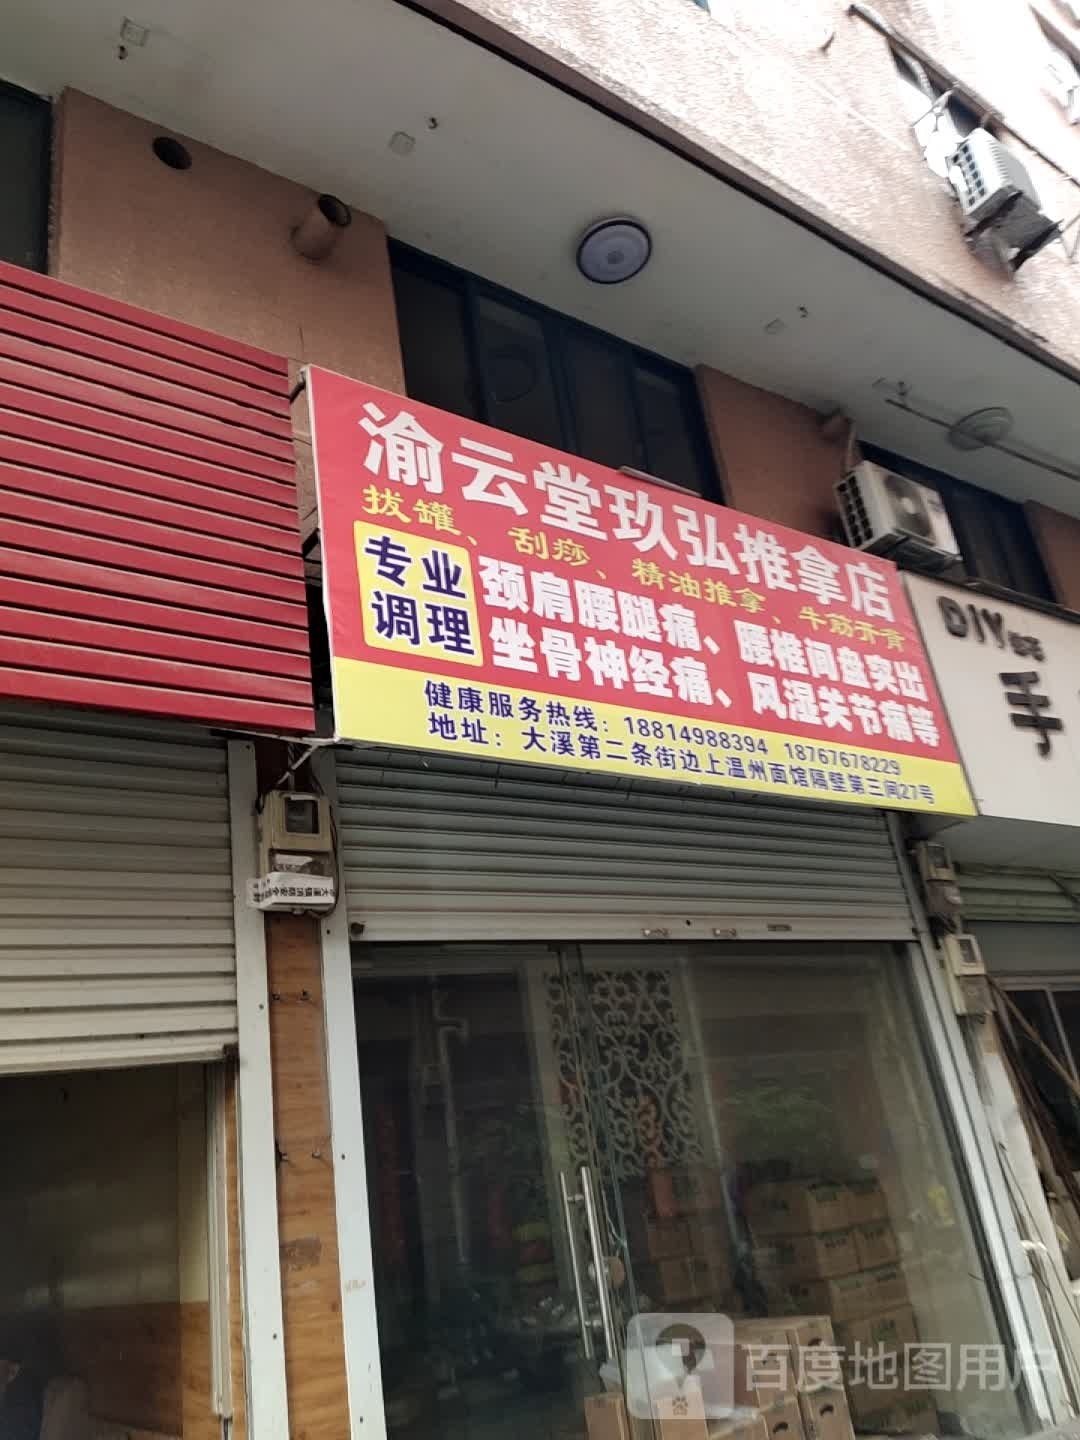 渝云堂玖弘推拿店
拔罐、刮痧、精油推拿、牛筋开背
专业调理
颈肩腰腿痛、腰椎间盘突出
坐骨神经痛、风湿关节痛等
健康服务热线：18814988394 18767678229
地址：大溪第二条街边上温州面馆隔壁第三间27号
DIY
手
百度地图用户